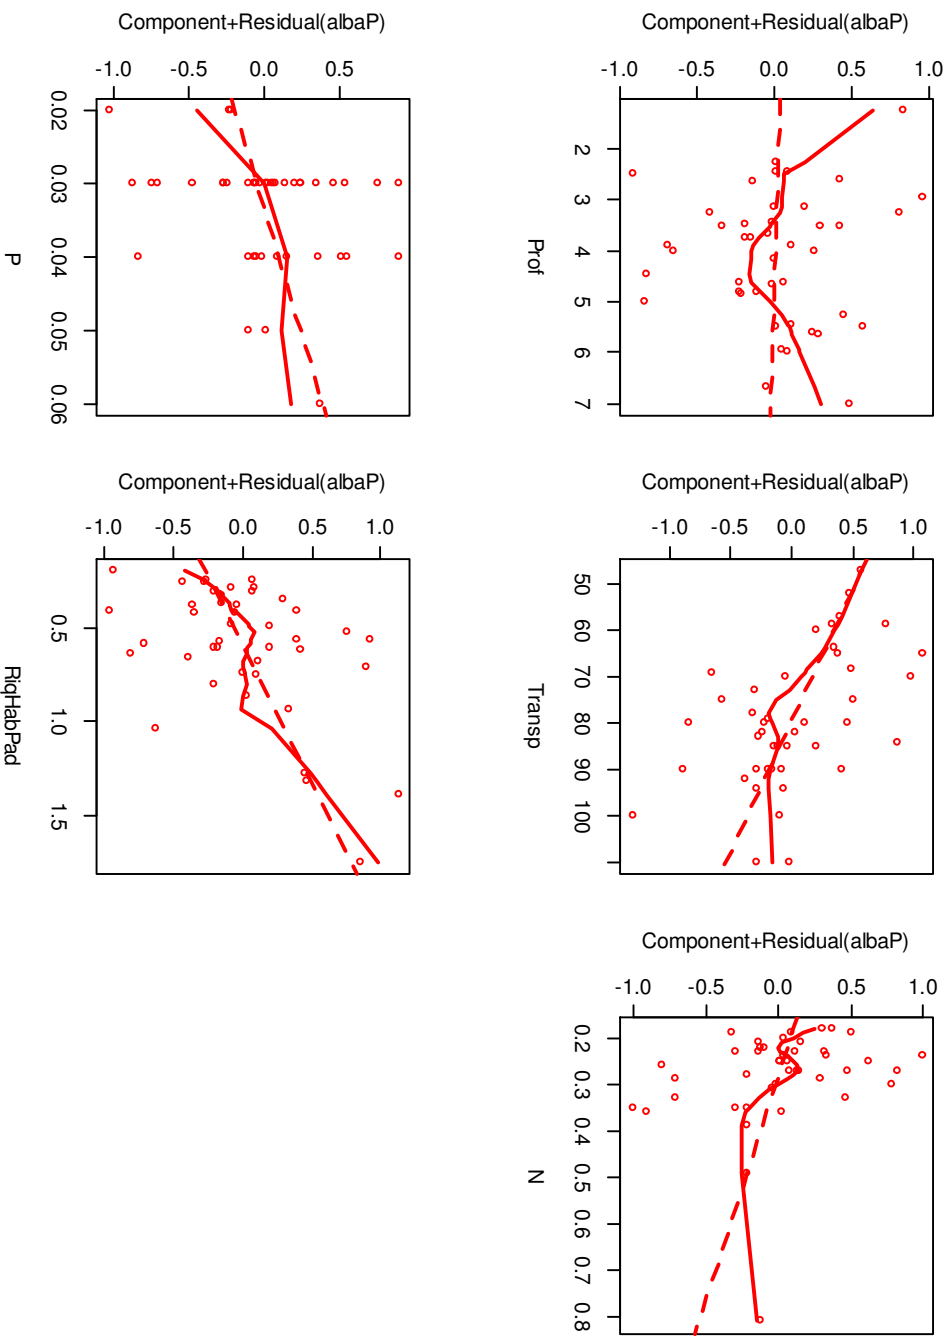 Component+Residual(albaP)
-1.0 -0.5 0.0 0.5
0.02 0.03 0.04 0.05 0.06
P
Component+Residual(albaP)
-1.0 -0.5 0.0 0.5 1.0
2 3 4 5 6 7
Prof
Component+Residual(albaP)
-1.0 -0.5 0.0 0.5 1.0
0.5 1.0 1.5
RiqHabPad
Component+Residual(albaP)
-1.0 -0.5 0.0 0.5 1.0
50 60 70 80 90 100
Transp
Component+Residual(albaP)
-1.0 -0.5 0.0 0.5 1.0
0.2 0.3 0.4 0.5 0.6 0.7 0.8
N